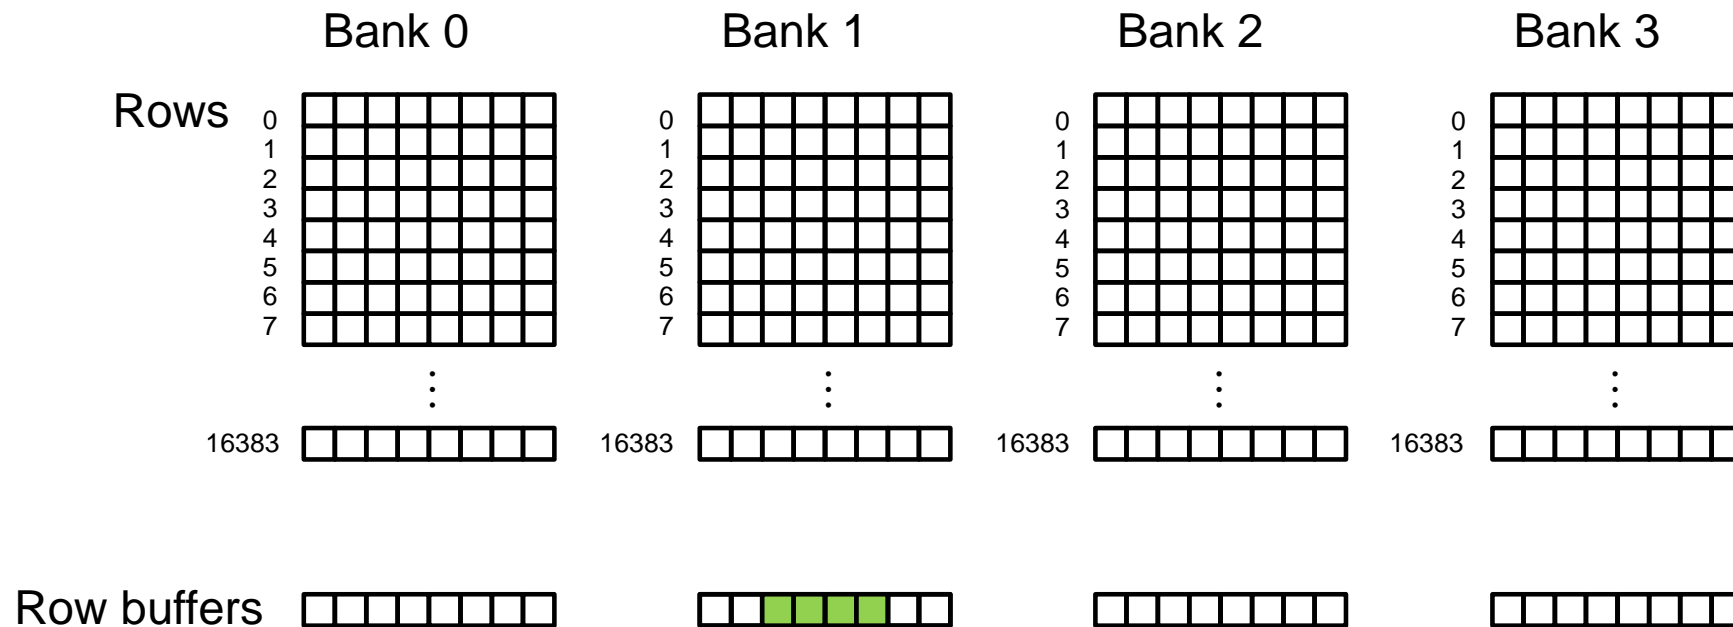 Bank 0 Bank 1 Bank 2 Bank 3
Rows
0 0 0 0
1 1 1 1
2 2 2 2
3 3 3 3
4 4 4 4
5 5 5 5
6 6 6 6
7 7 7 7
16383 16383 16383 16383
Row buffers